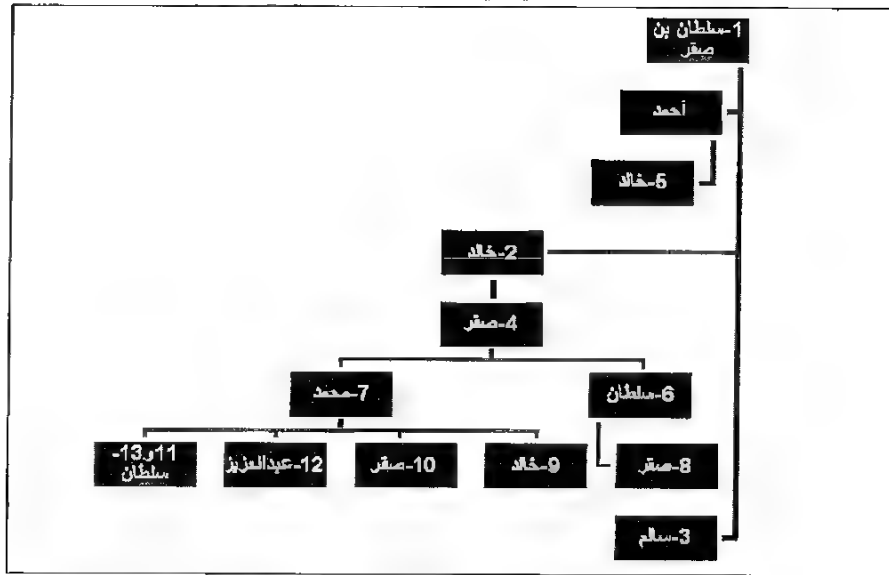 1-سلطان بن
صقر
أحمد
5-خالد
2-خالد
4-صقر
7-محمد
6-سلطان
8-صقر
9-خالد
10-صقر
12-عبدالعزيز
11و13-
سلطان
3-سالم